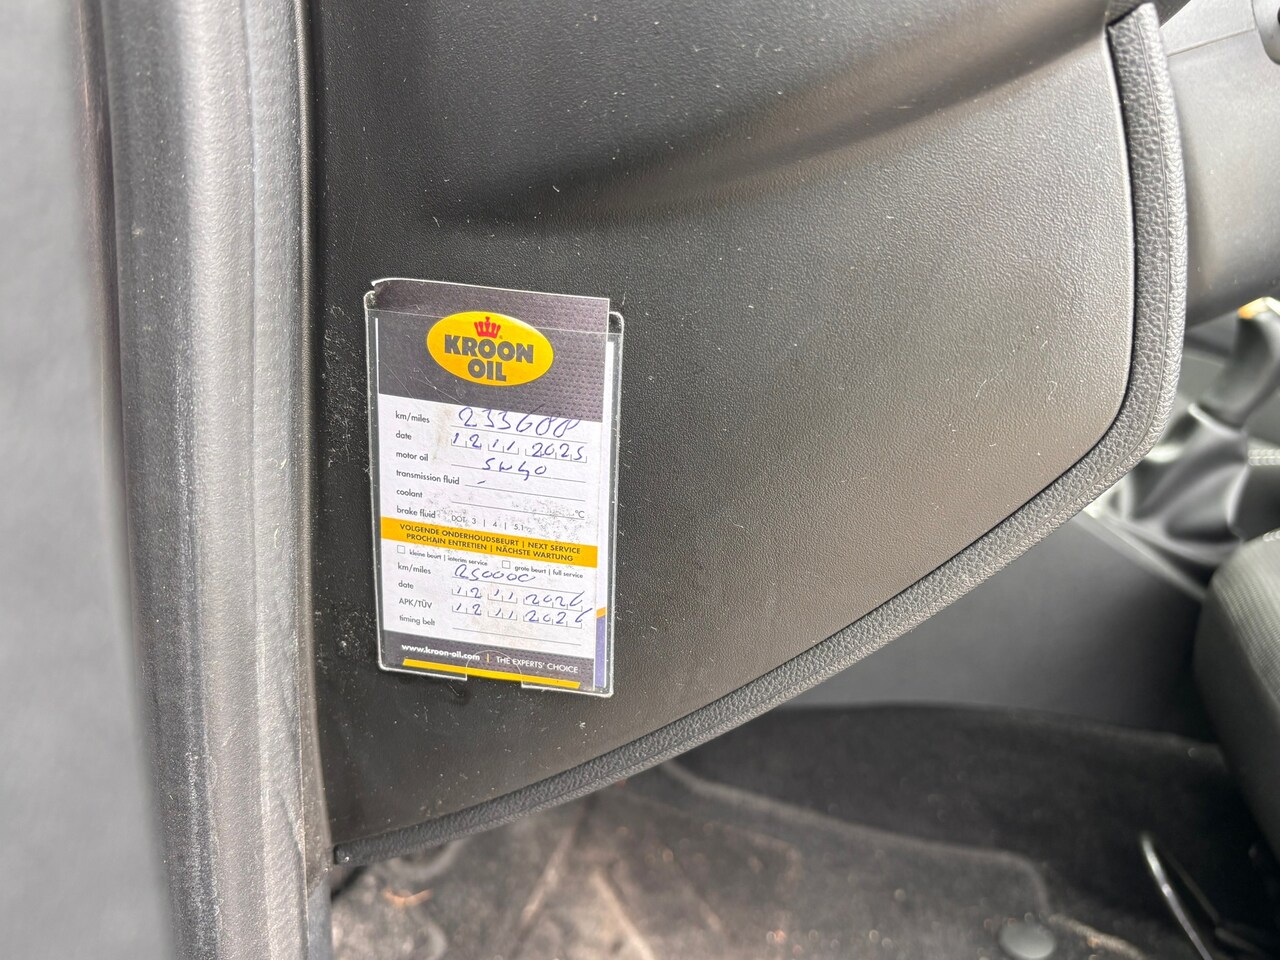 KROON
OIL
km/miles 233688
date 12 11 2025
motor oil 5w40
transmission fluid -
coolant °C
brake fluid DOT: 3 | 4 | 5.1
VOLGENDE ONDERHOUDSBEURT | NEXT SERVICE
PROCHAIN ENTRETIEN | NÄCHSTE WARTUNG
kleine beurt | interim service grote beurt | full service
km/miles 250000
date 12 11 2026
APK/TÜV 12 11 2026
timing belt
www.kroon-oil.com | THE EXPERTS' CHOICE